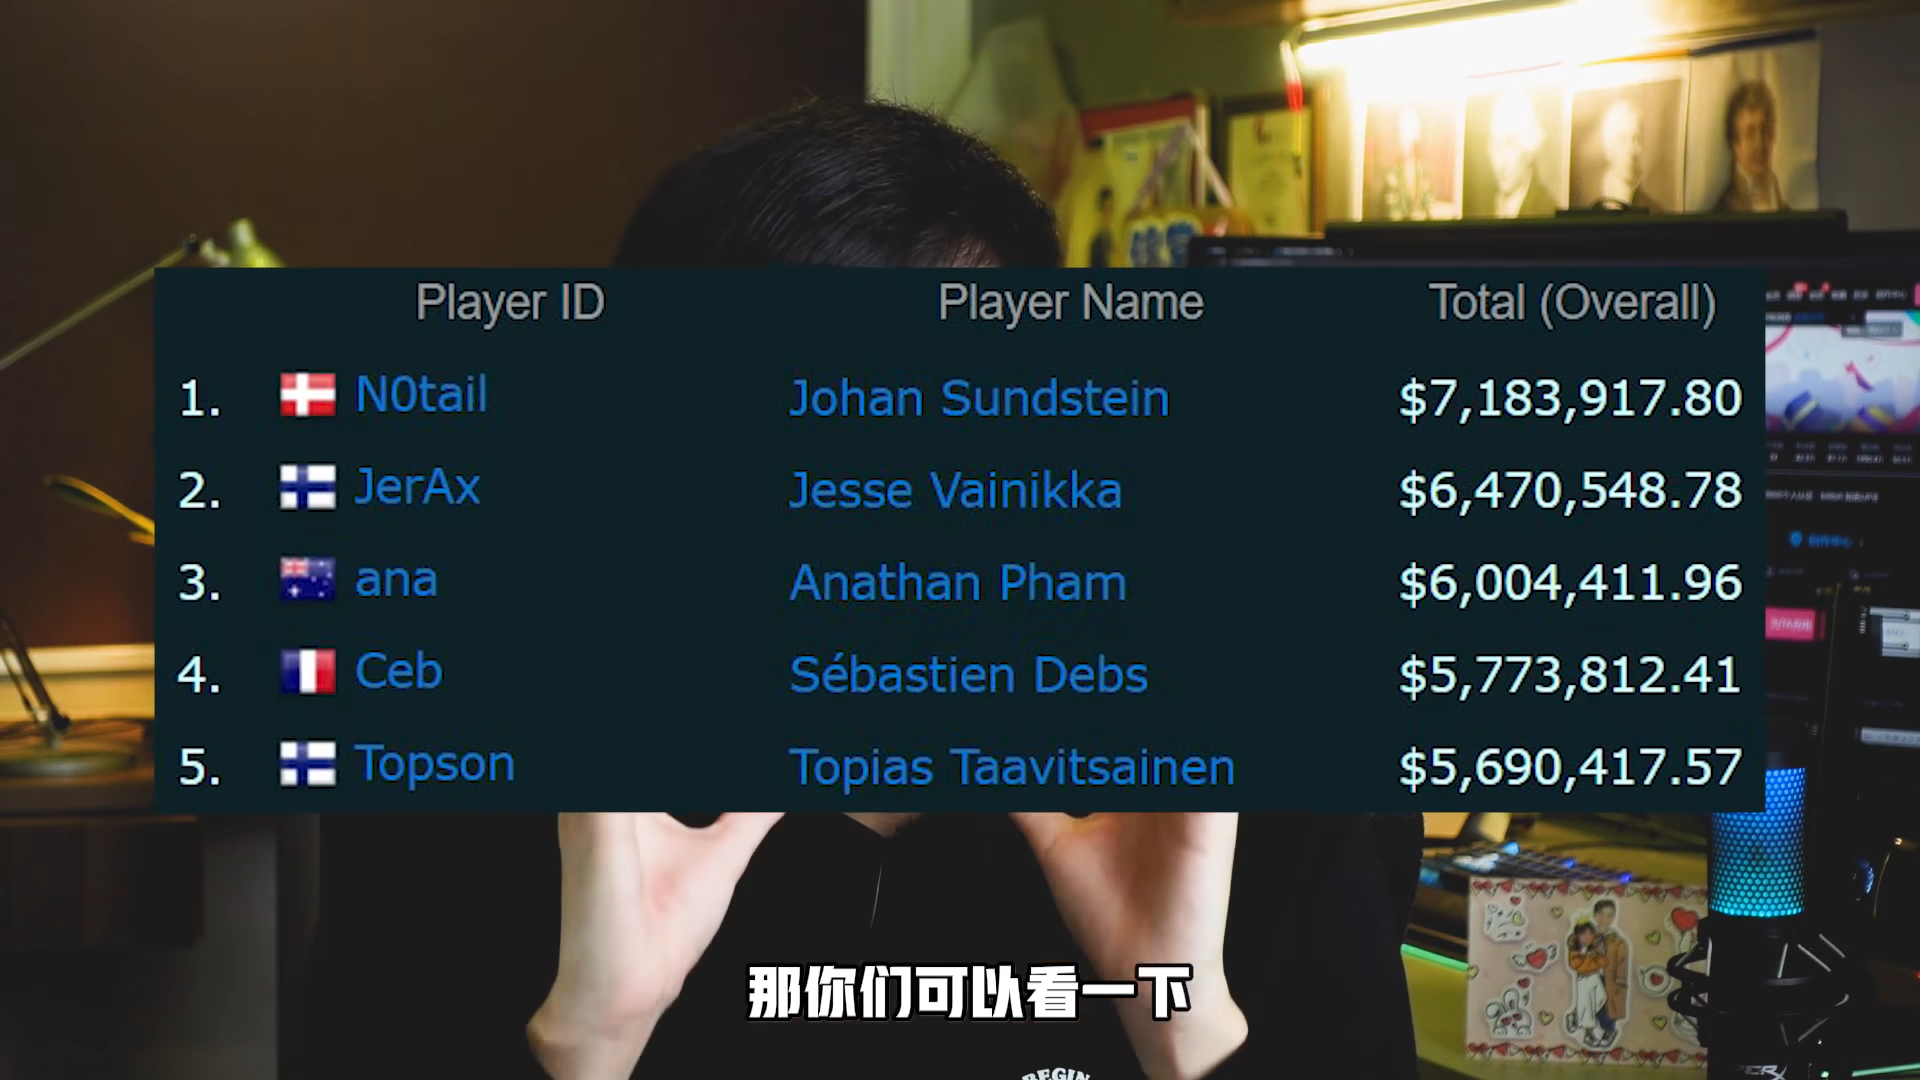 Player ID Player Name Total (Overall)
1. N0tail Johan Sundstein $7,183,917.80
2. JerAx Jesse Vainikka $6,470,548.78
3. ana Anathan Pham $6,004,411.96
4. Ceb Sébastien Debs $5,773,812.41
5. Topson Topias Taavitsainen $5,690,417.57
那你们可以看一下
BEGIN